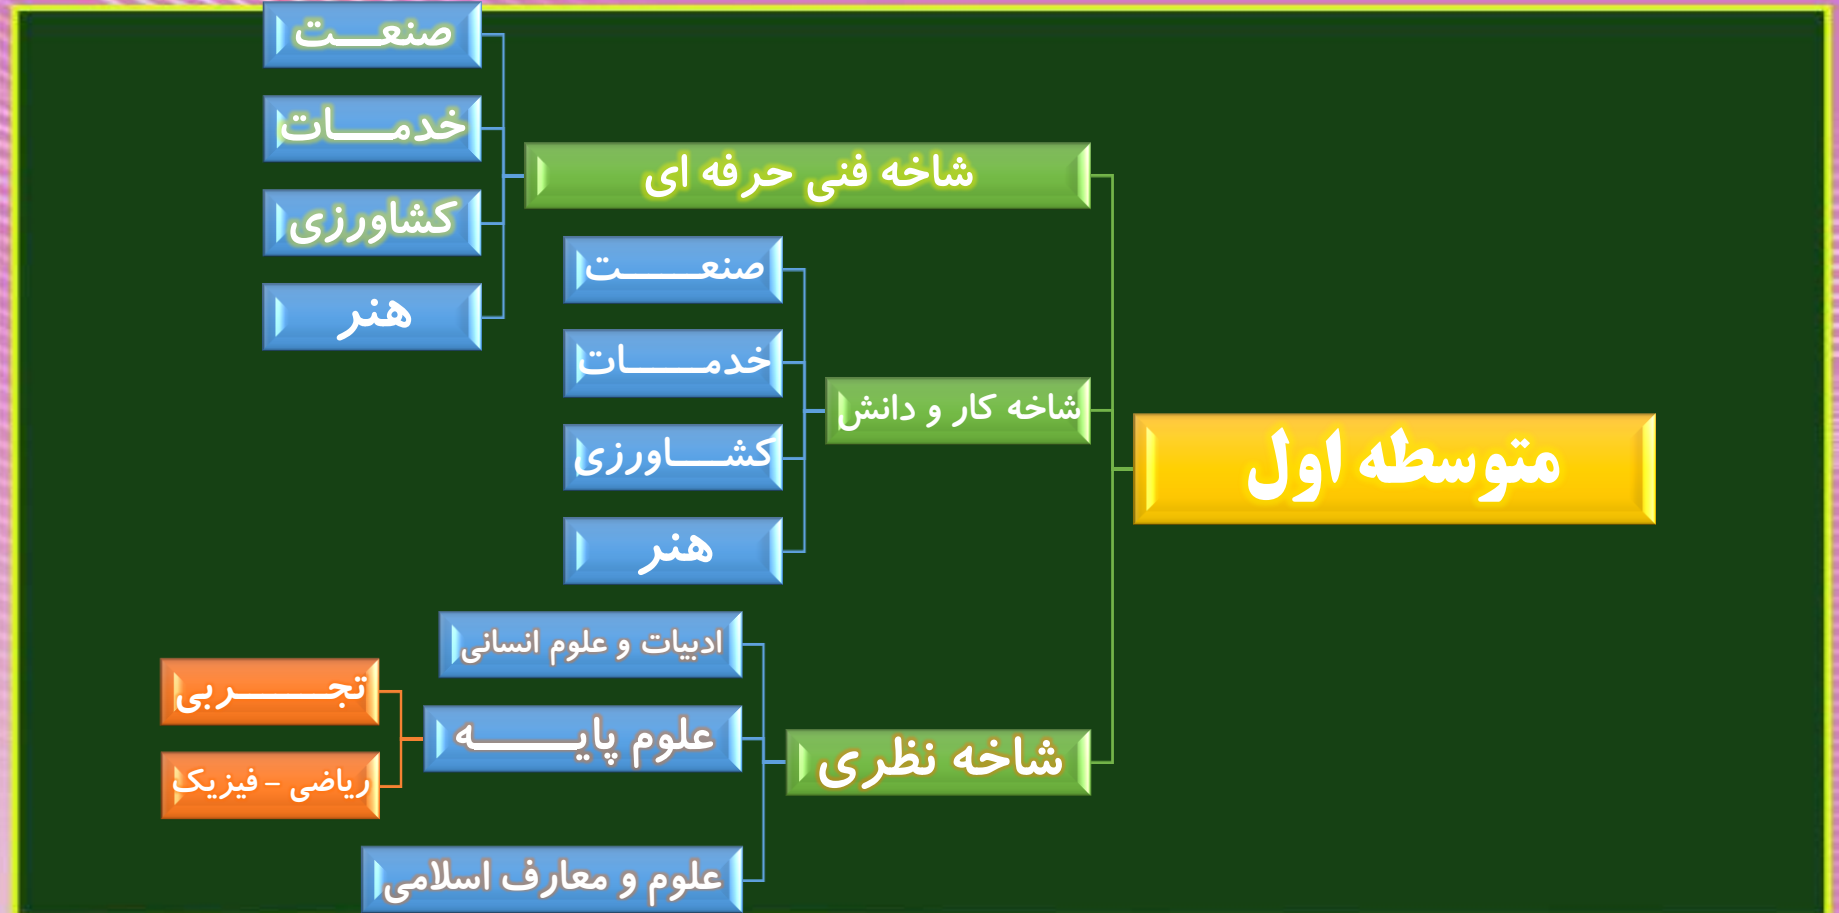 متوسطه اول
شاخه فنی حرفه ای
صنعـــت
خدمـــات
کشاورزی
هنر
شاخه کار و دانش
صنعـــــت
خدمـــــات
کشـــاورزی
هنر
شاخه نظری
ادبیات و علوم انسانی
علوم پایـــــه
تجـــــربی
ریاضی - فیزیک
علوم و معارف اسلامی